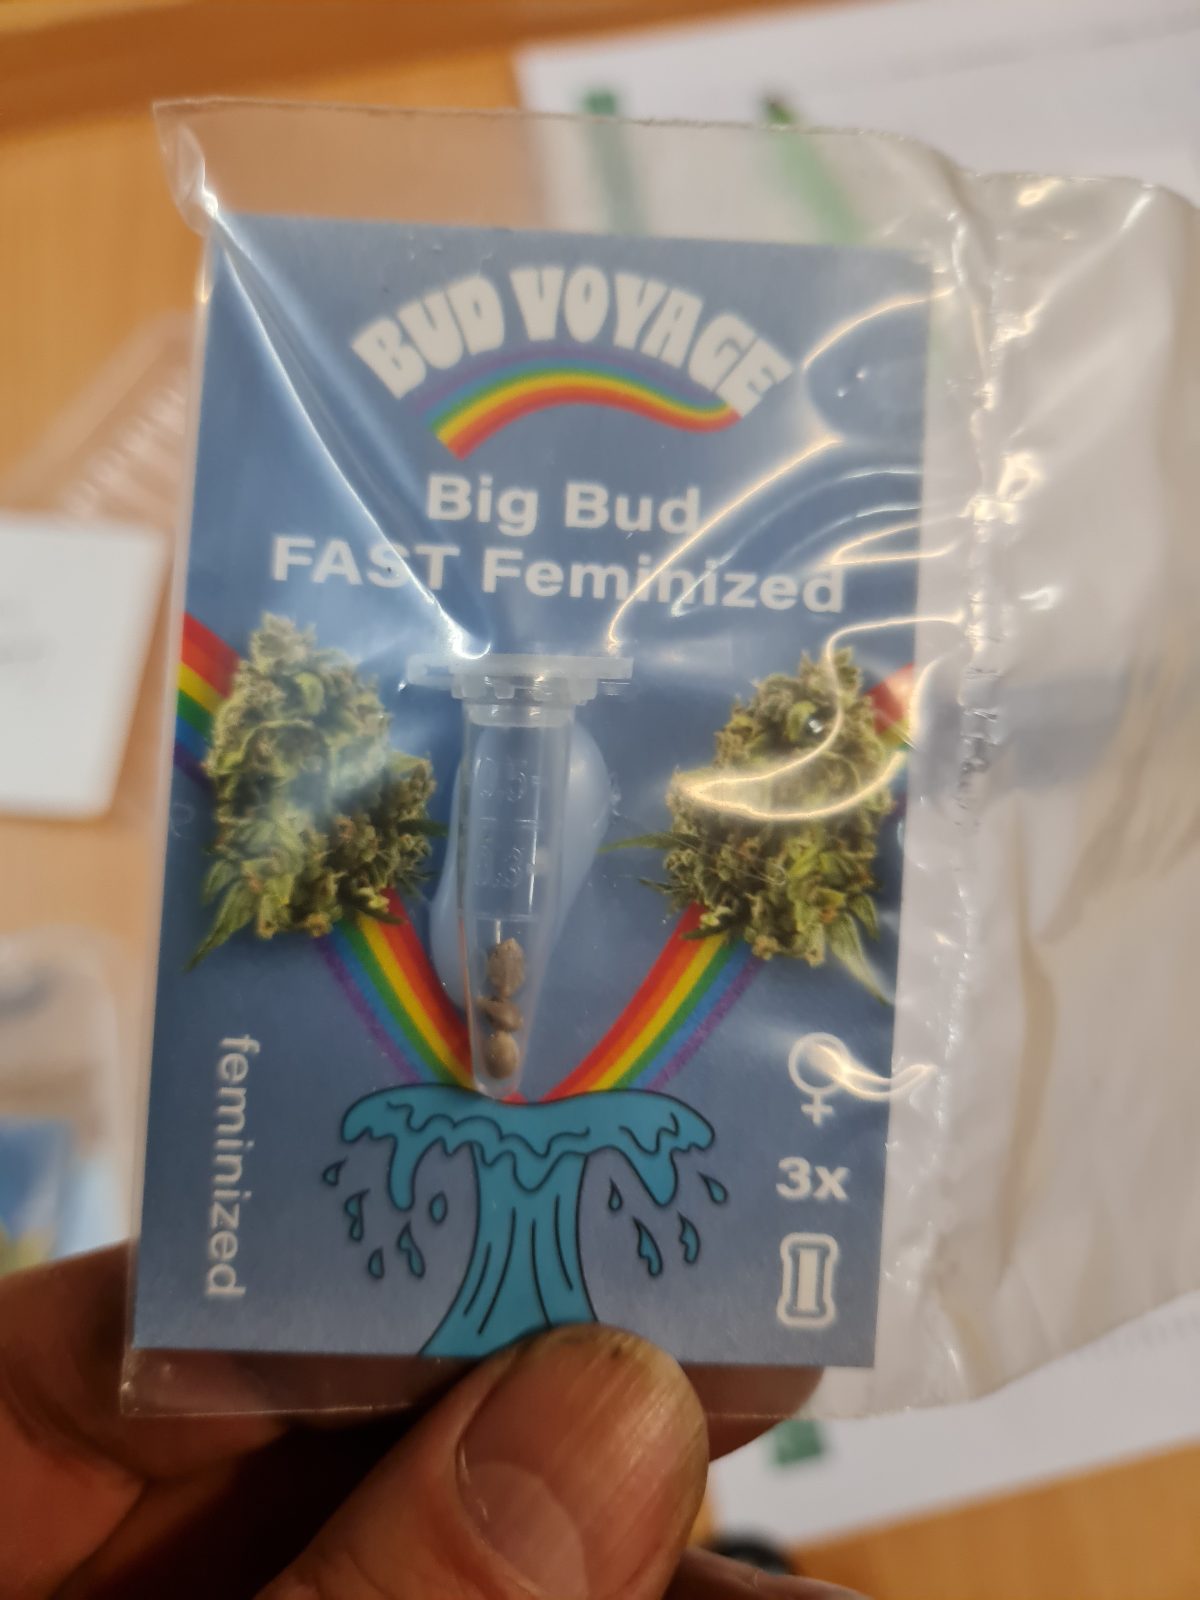 BUD VOYAGE
Big Bud
FAST Feminized
feminized
3x